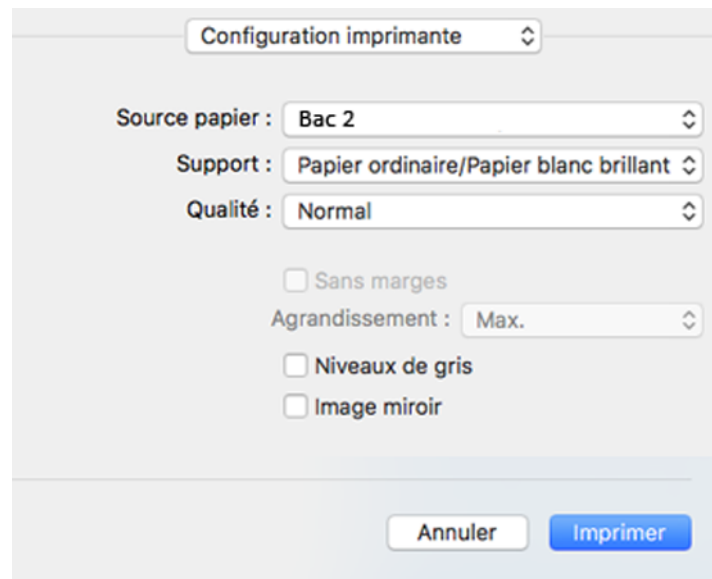 Configuration imprimante
Source papier : Bac 2
Support : Papier ordinaire/Papier blanc brillant
Qualité : Normal
Sans marges
Agrandissement : Max.
Niveaux de gris
Image miroir
Annuler Imprimer